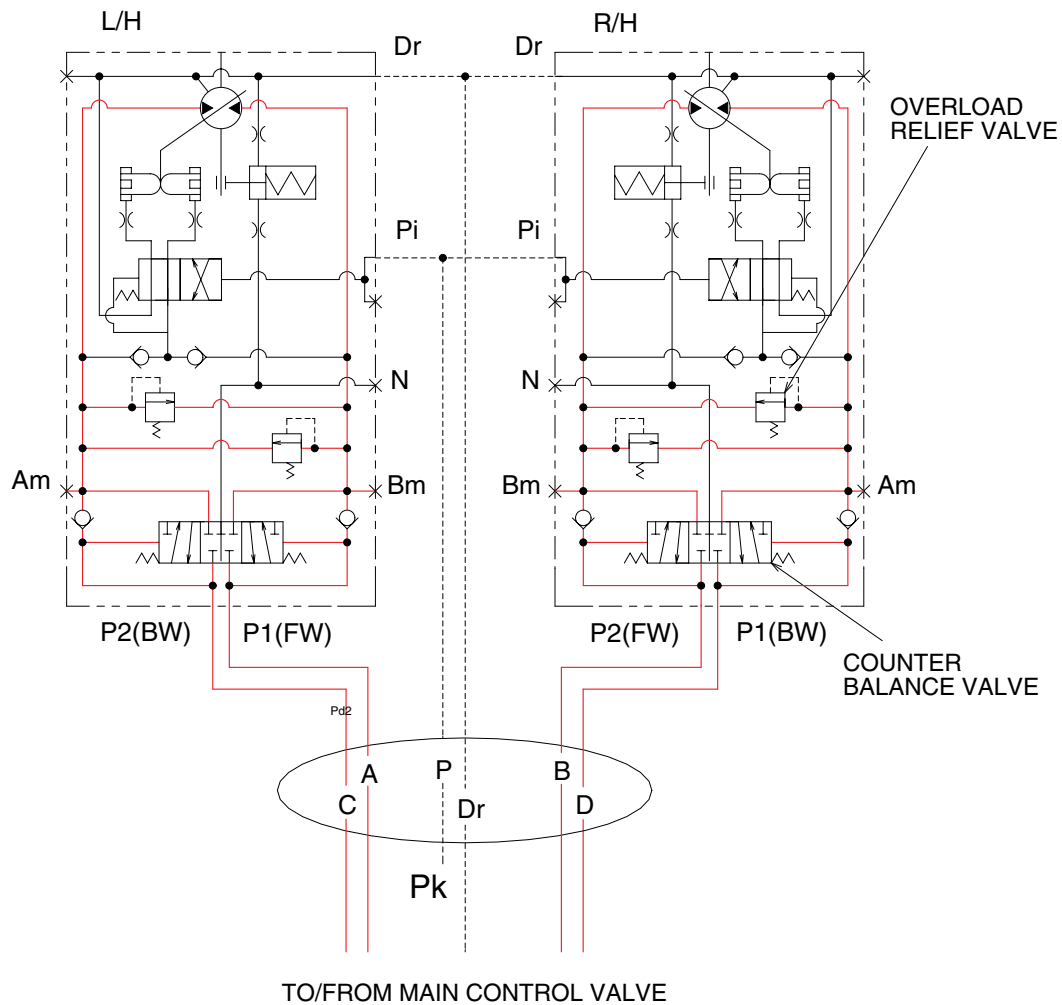 L/H
R/H
Dr
Dr
OVERLOAD
RELIEF VALVE
Pi
Pi
N
N
Am
Bm
Bm
Am
P2(BW)
P1(FW)
P2(FW)
P1(BW)
COUNTER
BALANCE VALVE
Pd2
A
P
B
C
Dr
D
Pk
TO/FROM MAIN CONTROL VALVE